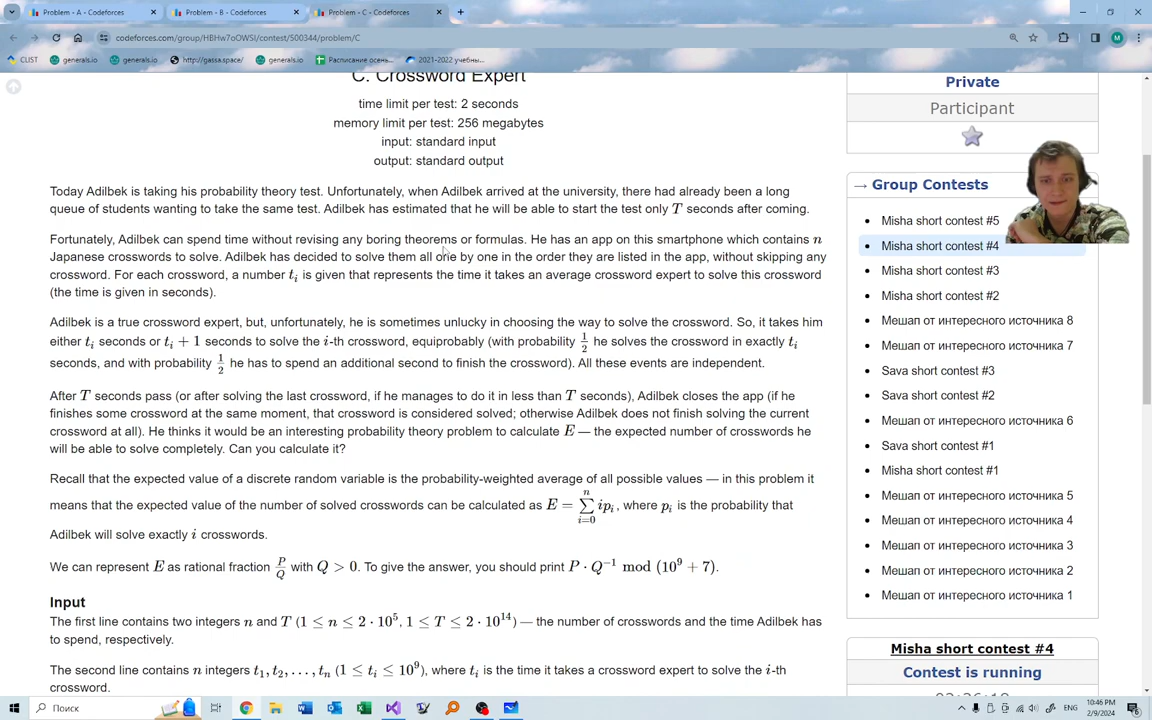 Problem - A - Codeforces
Problem - B - Codeforces
Problem - C - Codeforces
codeforces.com/group/HBHw7oOWSI/contest/500344/problem/C
CLIST
generals.io
generals.io
http://gassa.space/
generals.io
Расписание осень...
2021-2022 учебны...
C. Crossword Expert
time limit per test: 2 seconds
memory limit per test: 256 megabytes
input: standard input
output: standard output
Today Adilbek is taking his probability theory test. Unfortunately, when Adilbek arrived at the university, there had already been a long
queue of students wanting to take the same test. Adilbek has estimated that he will be able to start the test only T seconds after coming.
Fortunately, Adilbek can spend time without revising any boring theorems or formulas. He has an app on this smartphone which contains n
Japanese crosswords to solve. Adilbek has decided to solve them all one by one in the order they are listed in the app, without skipping any
crossword. For each crossword, a number t_i is given that represents the time it takes an average crossword expert to solve this crossword
(the time is given in seconds).
Adilbek is a true crossword expert, but, unfortunately, he is sometimes unlucky in choosing the way to solve the crossword. So, it takes him
either t_i seconds or t_i + 1 seconds to solve the i-th crossword, equiprobably (with probability 1/2 he solves the crossword in exactly t_i
seconds, and with probability 1/2 he has to spend an additional second to finish the crossword). All these events are independent.
After T seconds pass (or after solving the last crossword, if he manages to do it in less than T seconds), Adilbek closes the app (if he
finishes some crossword at the same moment, that crossword is considered solved; otherwise Adilbek does not finish solving the current
crossword at all). He thinks it would be an interesting probability theory problem to calculate E — the expected number of crosswords he
will be able to solve completely. Can you calculate it?
Recall that the expected value of a discrete random variable is the probability-weighted average of all possible values — in this problem it
means that the expected value of the number of solved crosswords can be calculated as E = ∑_{i=0}^{n} ip_i, where p_i is the probability that
Adilbek will solve exactly i crosswords.
We can represent E as rational fraction P/Q with Q > 0. To give the answer, you should print P · Q^{-1} mod (10^9 + 7).
Input
The first line contains two integers n and T (1 ≤ n ≤ 2 · 10^5, 1 ≤ T ≤ 2 · 10^14) — the number of crosswords and the time Adilbek has
to spend, respectively.
The second line contains n integers t_1, t_2, ..., t_n (1 ≤ t_i ≤ 10^9), where t_i is the time it takes a crossword expert to solve the i-th
crossword.
Private
Participant
→ Group Contests
Misha short contest #5
Misha short contest #4
Misha short contest #3
Misha short contest #2
Мешап от интересного источника 8
Мешап от интересного источника 7
Sava short contest #3
Sava short contest #2
Мешап от интересного источника 6
Sava short contest #1
Misha short contest #1
Мешап от интересного источника 5
Мешап от интересного источника 4
Мешап от интересного источника 3
Мешап от интересного источника 2
Мешап от интересного источника 1
Misha short contest #4
Contest is running
Поиск
ENG
10:46 PM
2/9/2024